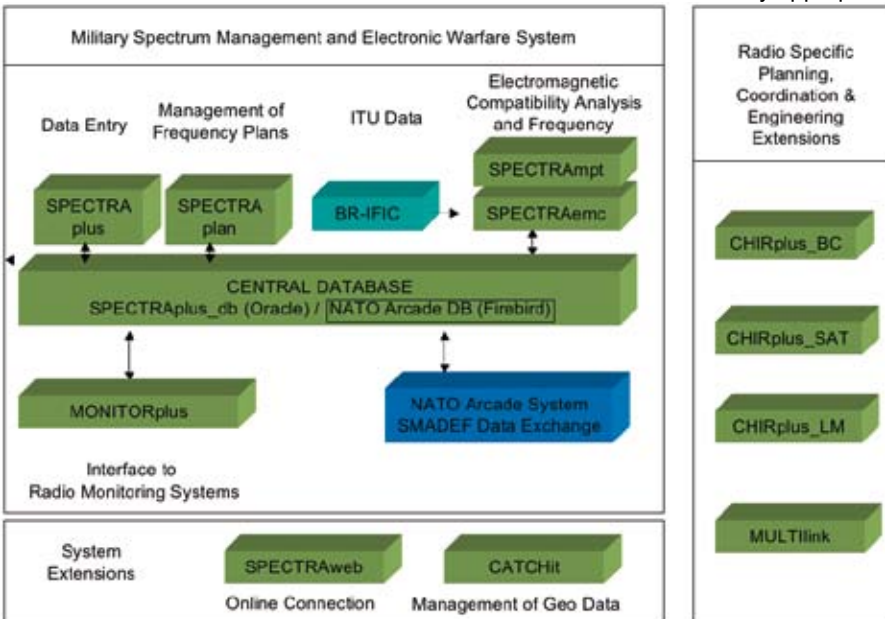 Military Spectrum Management and Electronic Warfare System
Data Entry
Management of
Frequency Plans
ITU Data
Electromagnetic
Compatibility Analysis
and Frequency
SPECTRA
plus
SPECTRA
plan
BR-IFIC
SPECTRAmpt
SPECTRAemc
CENTRAL DATABASE
SPECTRAplus_db (Oracle) / NATO Arcade DB (Firebird)
MONITORplus
NATO Arcade System
SMADEF Data Exchange
Interface to
Radio Monitoring Systems
System
Extensions
SPECTRAweb
Online Connection
CATCHit
Management of Geo Data
Radio Specific
Planning,
Coordination &
Engineering
Extensions
CHIRplus_BC
CHIRplus_SAT
CHIRplus_LM
MULTIlink